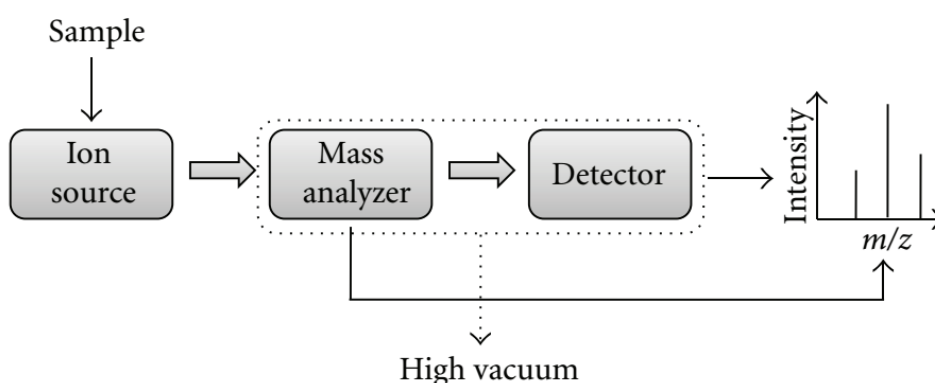 Sample
Ion
source
Mass
analyzer
Detector
Intensity
m/z
High vacuum